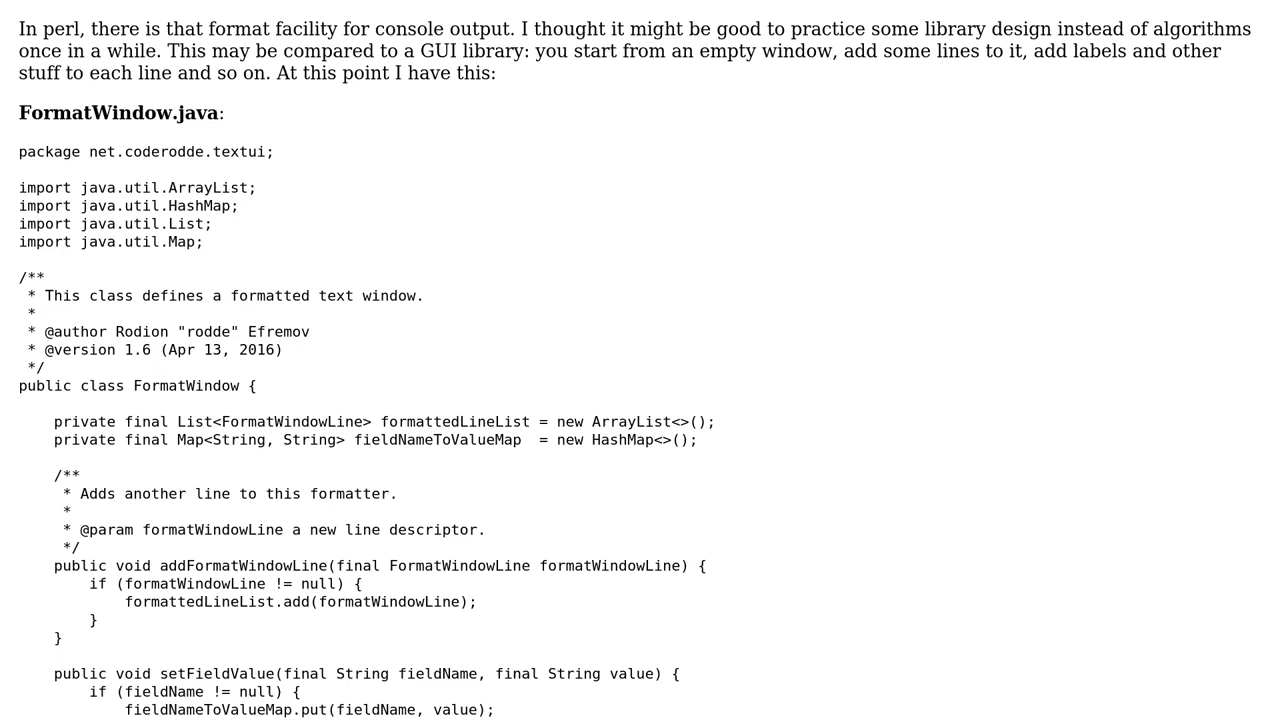 In perl, there is that format facility for console output. I thought it might be good to practice some library design instead of algorithms
once in a while. This may be compared to a GUI library: you start from an empty window, add some lines to it, add labels and other
stuff to each line and so on. At this point I have this:
FormatWindow.java:
package net.coderodde.textui;
import java.util.ArrayList;
import java.util.HashMap;
import java.util.List;
import java.util.Map;
/**
 * This class defines a formatted text window.
 *
 * @author Rodion "rodde" Efremov
 * @version 1.6 (Apr 13, 2016)
 */
public class FormatWindow {
    private final List<FormatWindowLine> formattedLineList = new ArrayList<>();
    private final Map<String, String> fieldNameToValueMap  = new HashMap<>();
    /**
     * Adds another line to this formatter.
     *
     * @param formatWindowLine a new line descriptor.
     */
    public void addFormatWindowLine(final FormatWindowLine formatWindowLine) {
        if (formatWindowLine != null) {
            formattedLineList.add(formatWindowLine);
        }
    }
    public void setFieldValue(final String fieldName, final String value) {
        if (fieldName != null) {
            fieldNameToValueMap.put(fieldName, value);